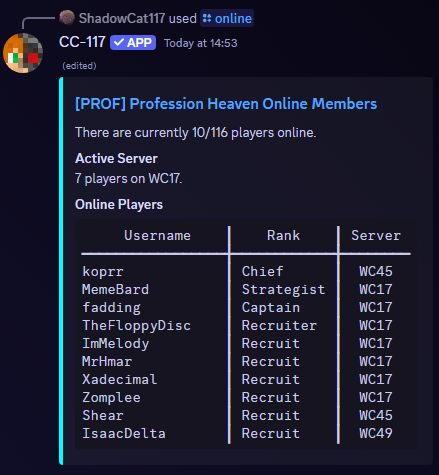 ShadowCat117 used online
CC-117 ✓ APP Today at 14:53
(edited)
[PROF] Profession Heaven Online Members
There are currently 10/116 players online.
Active Server
7 players on WC17.
Online Players
Username | Rank | Server
koprr | Chief | WC45
MemeBard | Strategist | WC17
fadding | Captain | WC17
TheFloppyDisc | Recruiter | WC17
ImMelody | Recruit | WC17
MrHmar | Recruit | WC17
Xadecimal | Recruit | WC17
Zomplee | Recruit | WC17
Shear | Recruit | WC45
IsaacDelta | Recruit | WC49